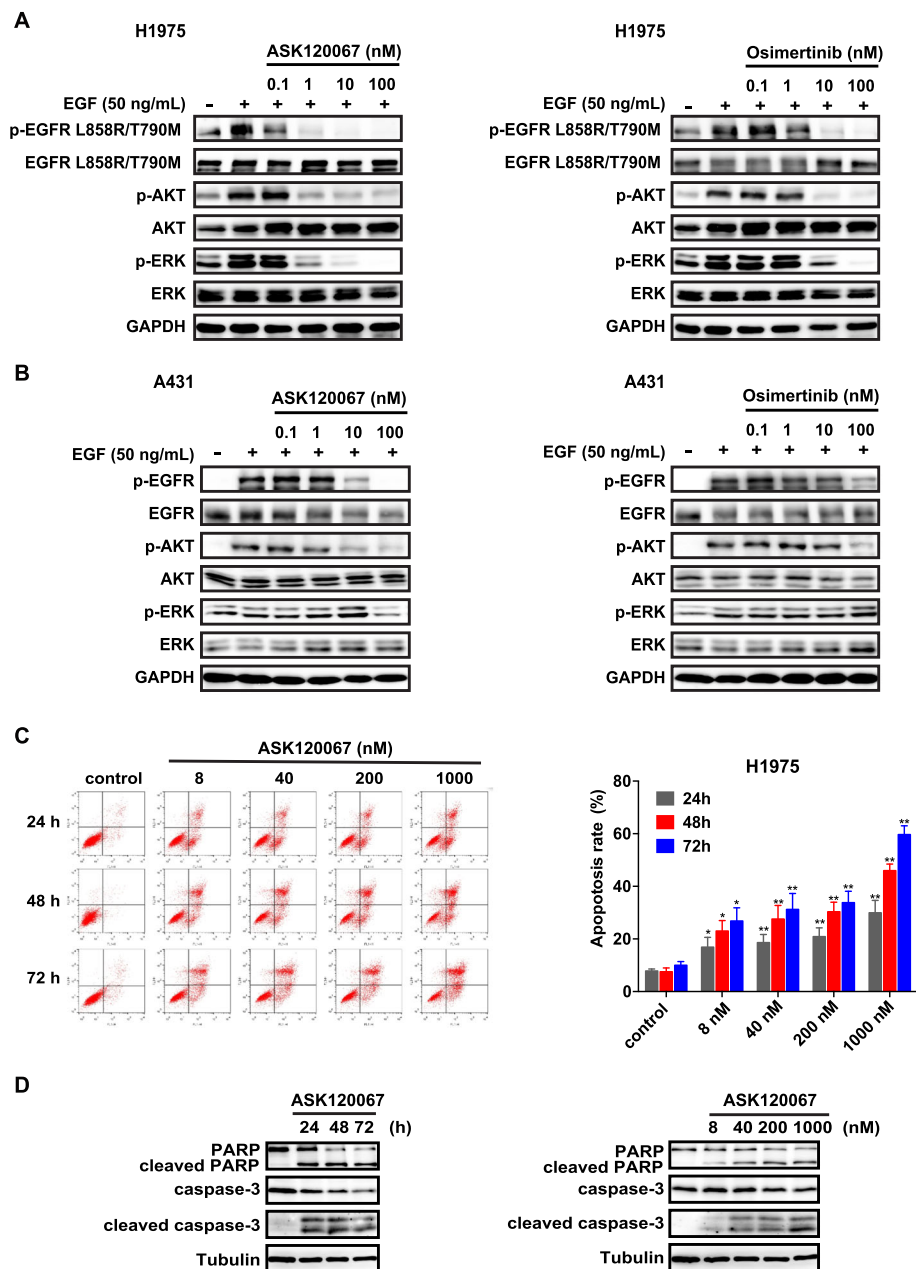 A
H1975
ASK120067 (nM)
0.1 1 10 100
EGF (50 ng/mL) - + + + + +
p-EGFR L858R/T790M
EGFR L858R/T790M
p-AKT
AKT
p-ERK
ERK
GAPDH
H1975
Osimertinib (nM)
0.1 1 10 100
EGF (50 ng/mL) - + + + + +
p-EGFR L858R/T790M
EGFR L858R/T790M
p-AKT
AKT
p-ERK
ERK
GAPDH
B
A431
ASK120067 (nM)
0.1 1 10 100
EGF (50 ng/mL) - + + + + +
p-EGFR
EGFR
p-AKT
AKT
p-ERK
ERK
GAPDH
A431
Osimertinib (nM)
0.1 1 10 100
EGF (50 ng/mL) - + + + + +
p-EGFR
EGFR
p-AKT
AKT
p-ERK
ERK
GAPDH
C
ASK120067 (nM)
control 8 40 200 1000
24 h
48 h
72 h
H1975
Apopotosis rate (%)
80
60
40
20
0
24h
48h
72h
* * *
** ** **
** ** **
** ** **
control 8 nM 40 nM 200 nM 1000 nM
D
ASK120067
24 48 72 (h)
PARP
cleaved PARP
caspase-3
cleaved caspase-3
Tubulin
ASK120067
8 40 200 1000 (nM)
PARP
cleaved PARP
caspase-3
cleaved caspase-3
Tubulin